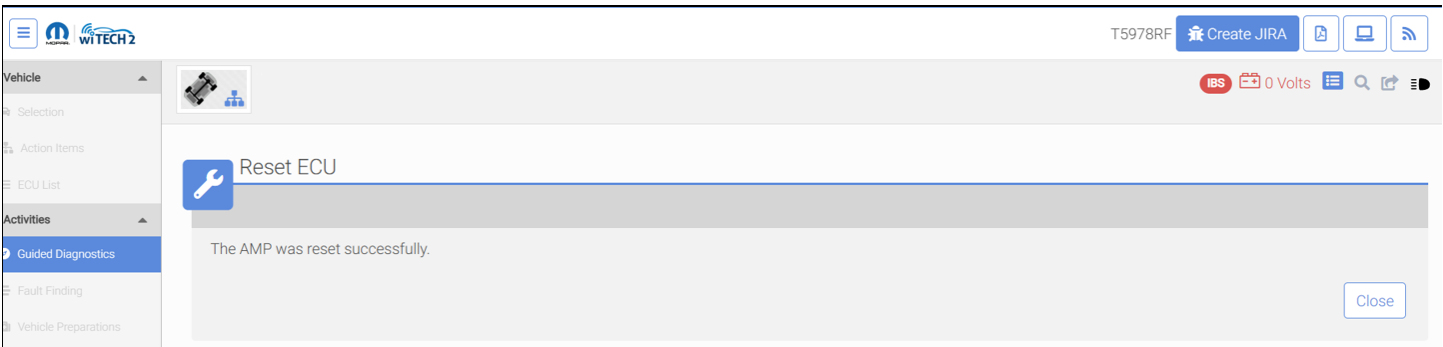 MOPAR. wiTECH 2
T5978RF Create JIRA
Vehicle
IBS 0 Volts
Selection
Action Items
ECU List
Activities
Guided Diagnostics
Fault Finding
Vehicle Preparations
Reset ECU
The AMP was reset successfully.
Close